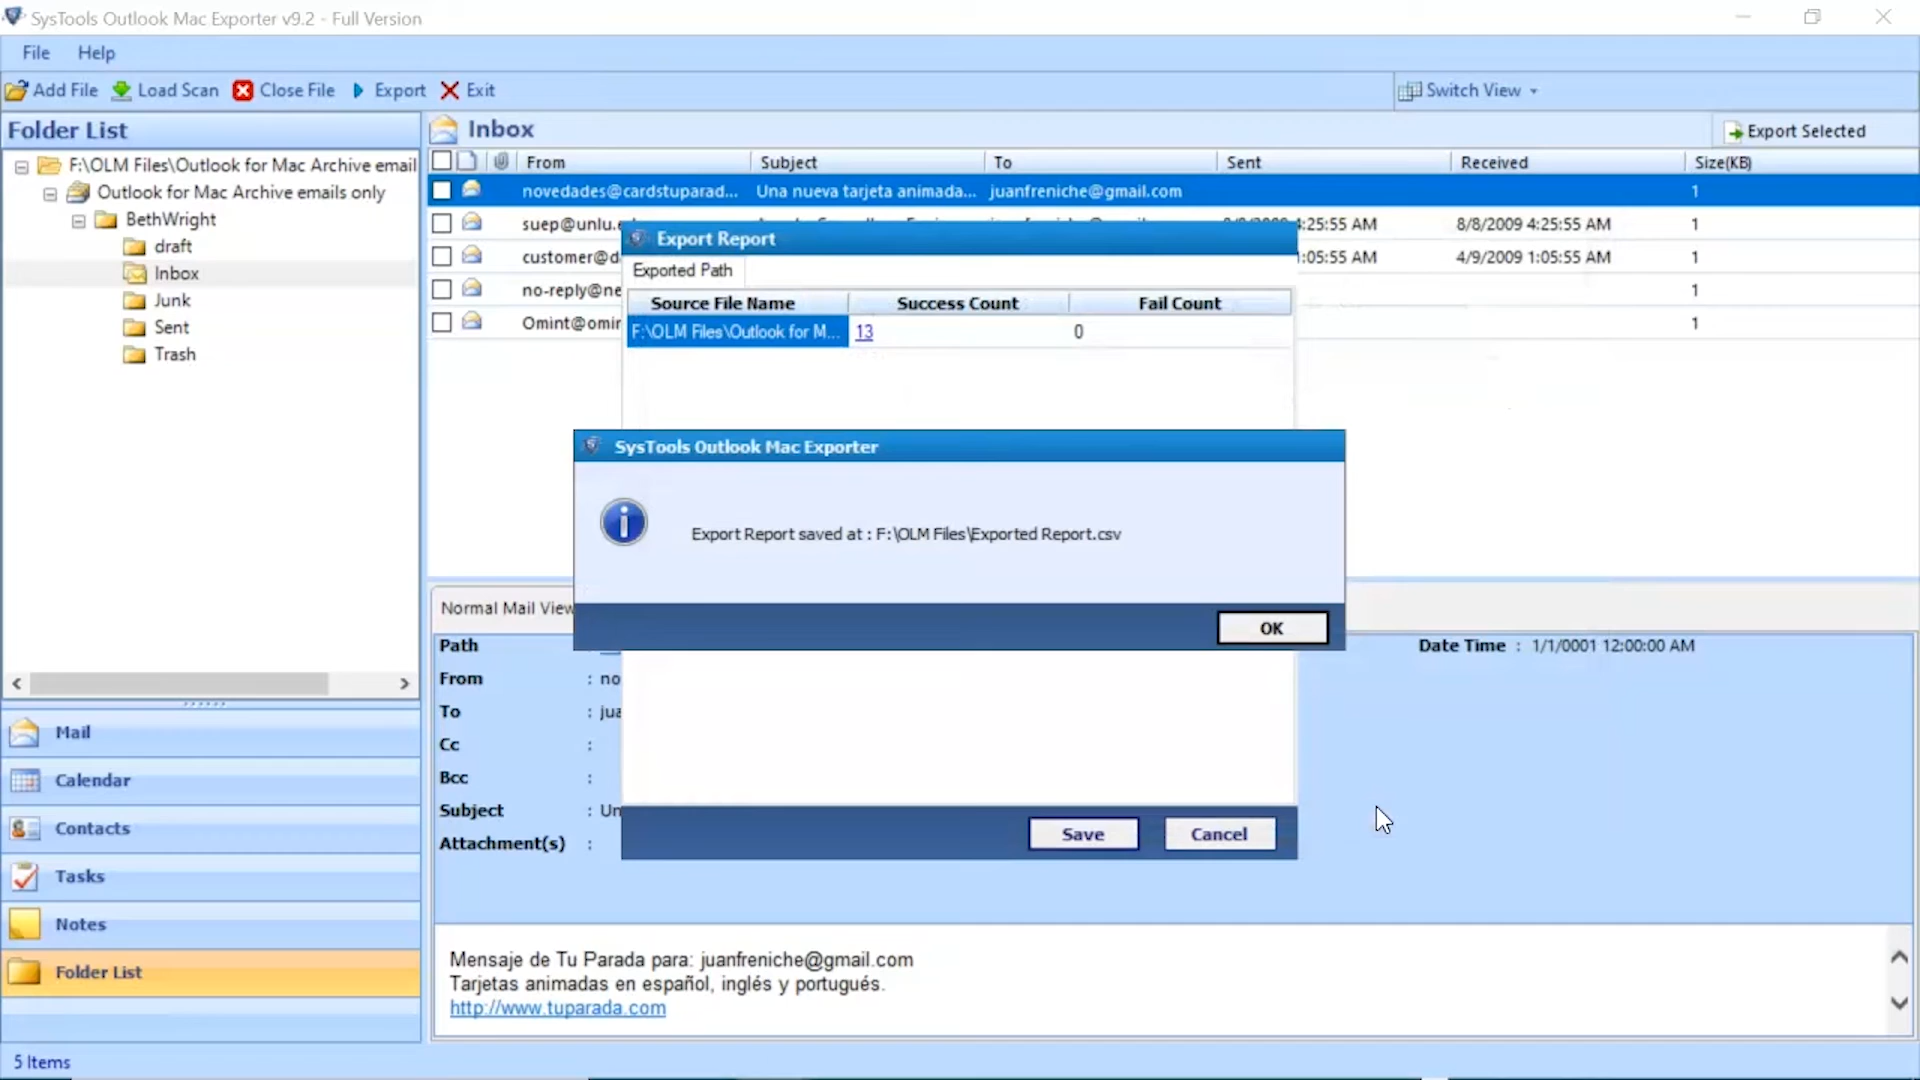 SysTools Outlook Mac Exporter v9.2 - Full Version
File Help
Add File Load Scan Close File Export Exit Switch View
Folder List
F:\OLM Files\Outlook for Mac Archive email
Outlook for Mac Archive emails only
BethWright
draft
Inbox
Junk
Sent
Trash
Mail
Calendar
Contacts
Tasks
Notes
Folder List
5 Items
Inbox Export Selected
From Subject To Sent Received Size(KB)
novedades@cardstuparad... Una nueva tarjeta animada... juanfreniche@gmail.com 1
suep@unlu. 4:25:55 AM 8/8/2009 4:25:55 AM 1
customer@d 1:05:55 AM 4/9/2009 1:05:55 AM 1
no-reply@ne 1
Omint@omin 1
Export Report
Exported Path
Source File Name Success Count Fail Count
F:\OLM Files\Outlook for M... 13 0
SysTools Outlook Mac Exporter
Export Report saved at : F:\OLM Files\Exported Report.csv
OK
Save Cancel
Normal Mail View
Path Date Time : 1/1/0001 12:00:00 AM
From : no
To : jua
Cc :
Bcc :
Subject : Un
Attachment(s) :
Mensaje de Tu Parada para: juanfreniche@gmail.com
Tarjetas animadas en español, inglés y portugués.
http://www.tuparada.com